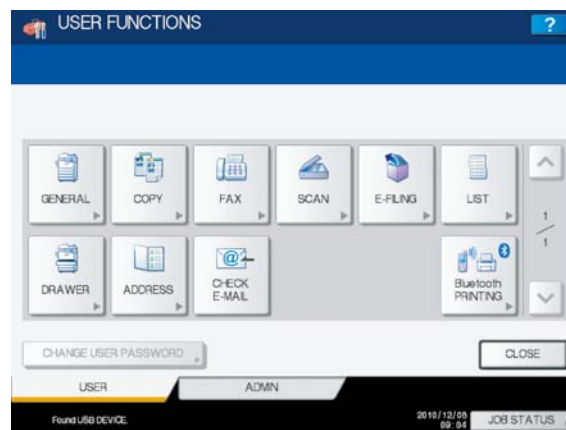 USER FUNCTIONS
?
GENERAL
COPY
FAX
SCAN
E-FILING
LIST
1
1
DRAWER
ADDRESS
@
CHECK
E-MAIL
Bluetooth
PRINTING
CHANGE USER PASSWORD
CLOSE
USER
ADMIN
Found USB DEVICE.
2010/12/08
09:04
JOB STATUS